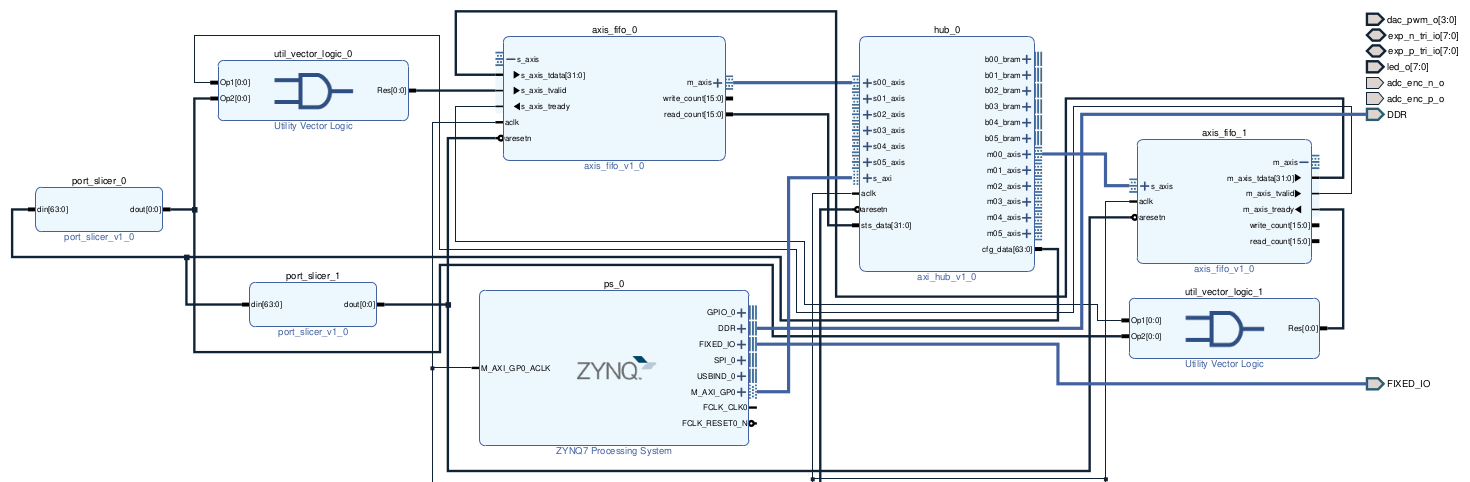 util_vector_logic_0
Op1[0:0]
Op2[0:0]
Res[0:0]
Utility Vector Logic
port_slicer_0
din[63:0]
dout[0:0]
port_slicer_v1_0
port_slicer_1
din[63:0]
dout[0:0]
port_slicer_v1_0
axis_fifo_0
s_axis
s_axis_tdata[31:0]
s_axis_tvalid
s_axis_tready
aclk
aresetn
m_axis
write_count[15:0]
read_count[15:0]
axis_fifo_v1_0
ps_0
M_AXI_GP0_ACLK
ZYNQ
GPIO_0
DDR
FIXED_IO
SPI_0
USBIND_0
M_AXI_GP0
FCLK_CLK0
FCLK_RESET0_N
ZYNQ7 Processing System
hub_0
s00_axis
s01_axis
s02_axis
s03_axis
s04_axis
s05_axis
s_axi
aclk
aresetn
sts_data[31:0]
b00_bram
b01_bram
b02_bram
b03_bram
b04_bram
b05_bram
m00_axis
m01_axis
m02_axis
m03_axis
m04_axis
m05_axis
cfg_data[63:0]
axi_hub_v1_0
axis_fifo_1
s_axis
aclk
aresetn
m_axis
m_axis_tdata[31:0]
m_axis_tvalid
m_axis_tready
write_count[15:0]
read_count[15:0]
axis_fifo_v1_0
util_vector_logic_1
Op1[0:0]
Op2[0:0]
Res[0:0]
Utility Vector Logic
dac_pwm_o[3:0]
exp_n_tri_io[7:0]
exp_p_tri_io[7:0]
led_o[7:0]
adc_enc_n_o
adc_enc_p_o
DDR
FIXED_IO